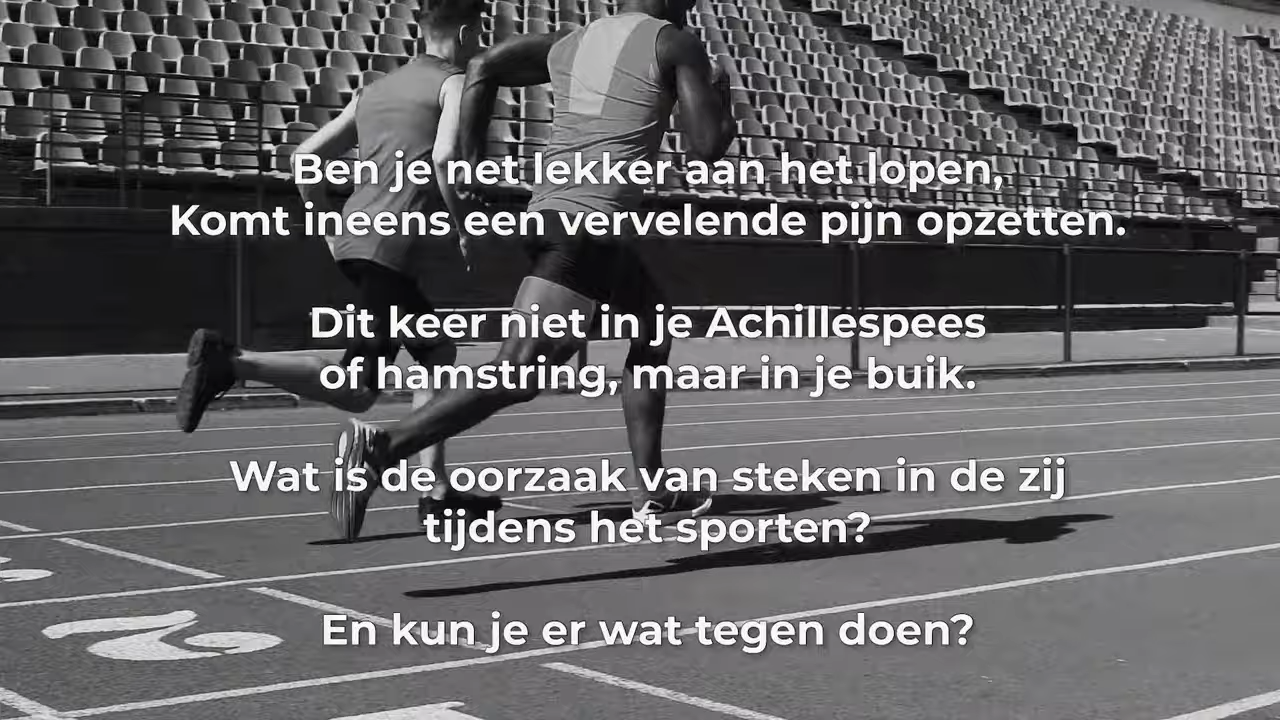 Ben je net lekker aan het lopen,
Komt ineens een vervelende pijn opzetten.
Dit keer niet in je Achillespees
of hamstring, maar in je buik.
Wat is de oorzaak van steken in de zij
tijdens het sporten?
En kun je er wat tegen doen?
2